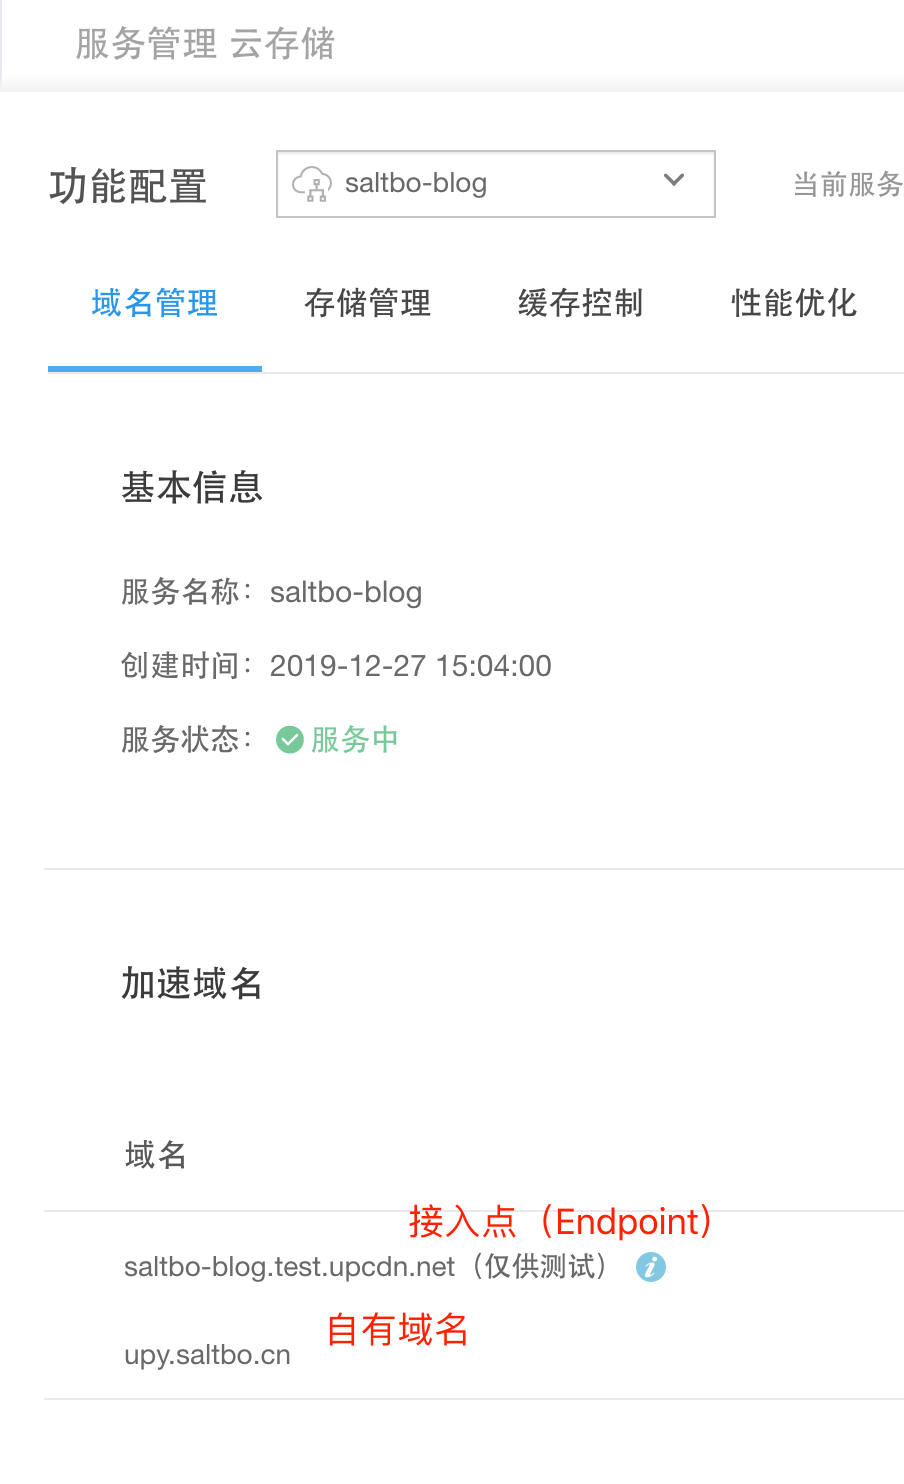 服务管理 云存储
功能配置
saltbo-blog
当前服务
域名管理 存储管理 缓存控制 性能优化
基本信息
服务名称：saltbo-blog
创建时间：2019-12-27 15:04:00
服务状态：服务中
加速域名
域名
接入点（Endpoint）
saltbo-blog.test.upcdn.net（仅供测试）
自有域名
upy.saltbo.cn